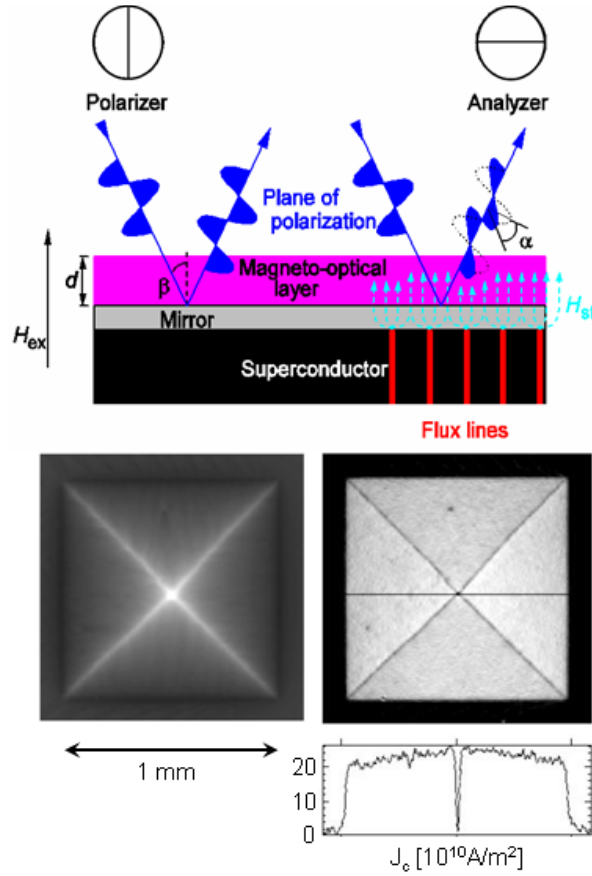 Polarizer
Analyzer
Plane of
polarization
α
d
β
Magneto-optical
layer
H_ex
Mirror
Superconductor
Flux lines
1 mm
20
10
0
J_c [10^10 A/m^2]